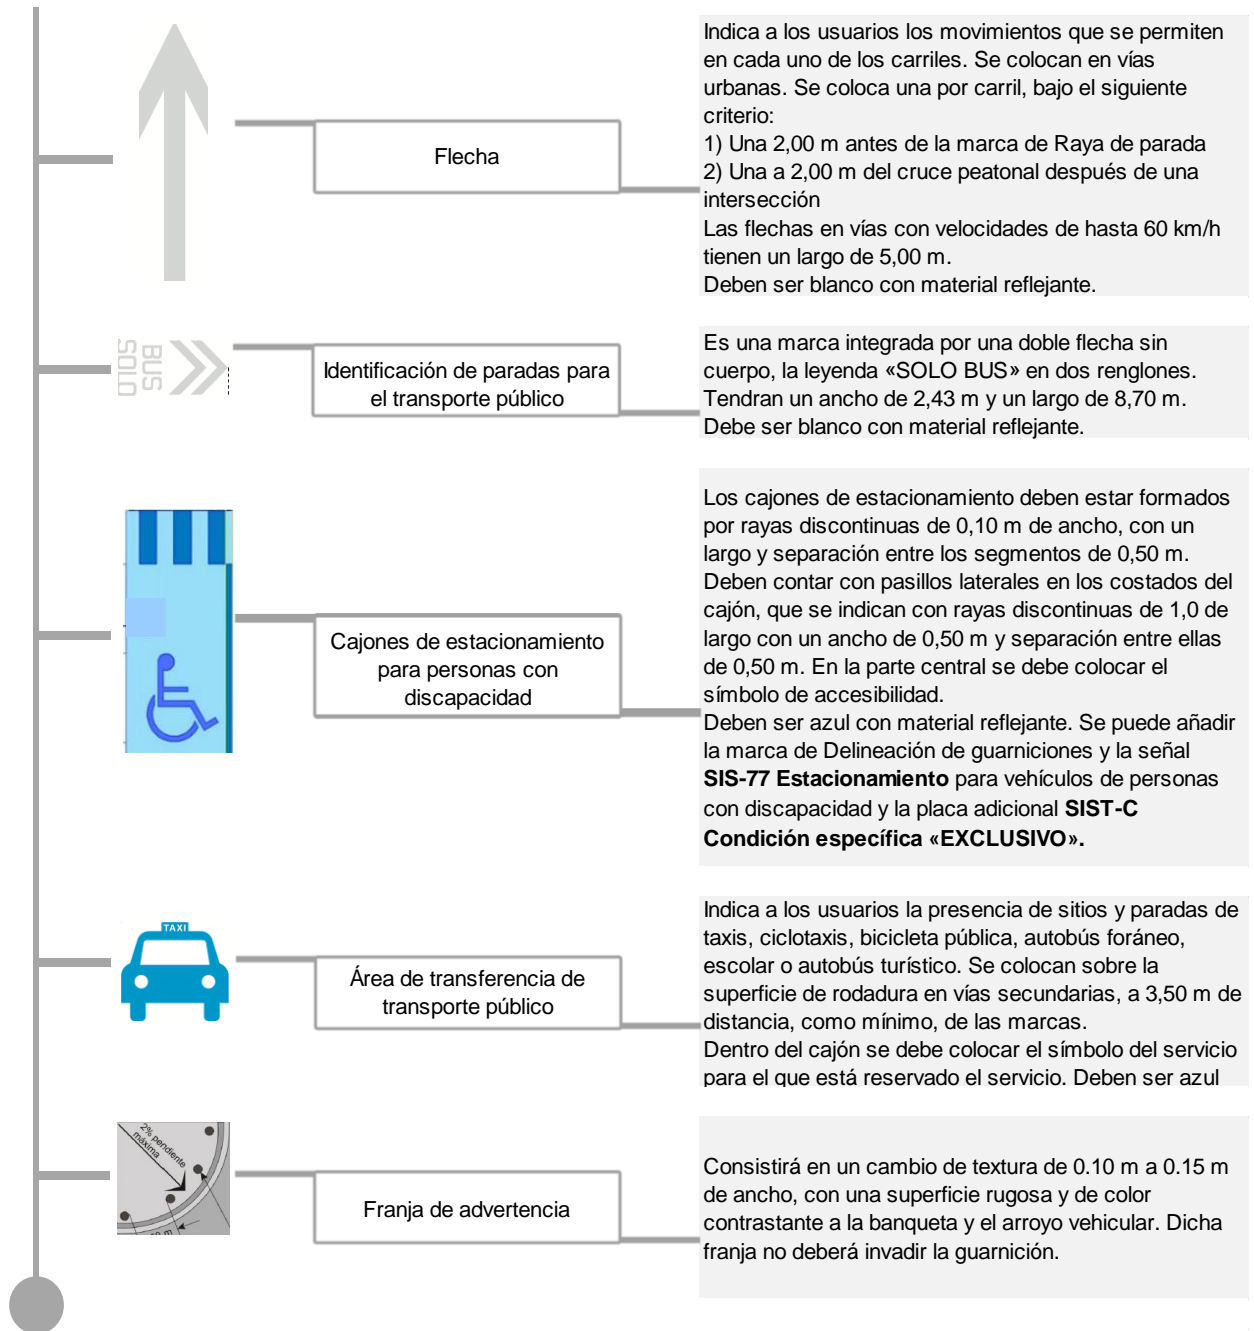 Flecha
Indica a los usuarios los movimientos que se permiten
en cada uno de los carriles. Se colocan en vías
urbanas. Se coloca una por carril, bajo el siguiente
criterio:
1) Una 2,00 m antes de la marca de Raya de parada
2) Una a 2,00 m del cruce peatonal después de una
intersección
Las flechas en vías con velocidades de hasta 60 km/h
tienen un largo de 5,00 m.
Deben ser blanco con material reflejante.
BUS
SOLO
Identificación de paradas para
el transporte público
Es una marca integrada por una doble flecha sin
cuerpo, la leyenda «SOLO BUS» en dos renglones.
Tendran un ancho de 2,43 m y un largo de 8,70 m.
Debe ser blanco con material reflejante.
Cajones de estacionamiento
para personas con
discapacidad
Los cajones de estacionamiento deben estar formados
por rayas discontinuas de 0,10 m de ancho, con un
largo y separación entre los segmentos de 0,50 m.
Deben contar con pasillos laterales en los costados del
cajón, que se indican con rayas discontinuas de 1,0 de
largo con un ancho de 0,50 m y separación entre ellas
de 0,50 m. En la parte central se debe colocar el
símbolo de accesibilidad.
Deben ser azul con material reflejante. Se puede añadir
la marca de Delineación de guarniciones y la señal
SIS-77 Estacionamiento para vehículos de personas
con discapacidad y la placa adicional SIST-C
Condición específica «EXCLUSIVO».
TAXI
Área de transferencia de
transporte público
Indica a los usuarios la presencia de sitios y paradas de
taxis, ciclotaxis, bicicleta pública, autobús foráneo,
escolar o autobús turístico. Se colocan sobre la
superficie de rodadura en vías secundarias, a 3,50 m de
distancia, como mínimo, de las marcas.
Dentro del cajón se debe colocar el símbolo del servicio
para el que está reservado el servicio. Deben ser azul
2% pendiente
máxima
Franja de advertencia
Consistirá en un cambio de textura de 0.10 m a 0.15 m
de ancho, con una superficie rugosa y de color
contrastante a la banqueta y el arroyo vehicular. Dicha
franja no deberá invadir la guarnición.